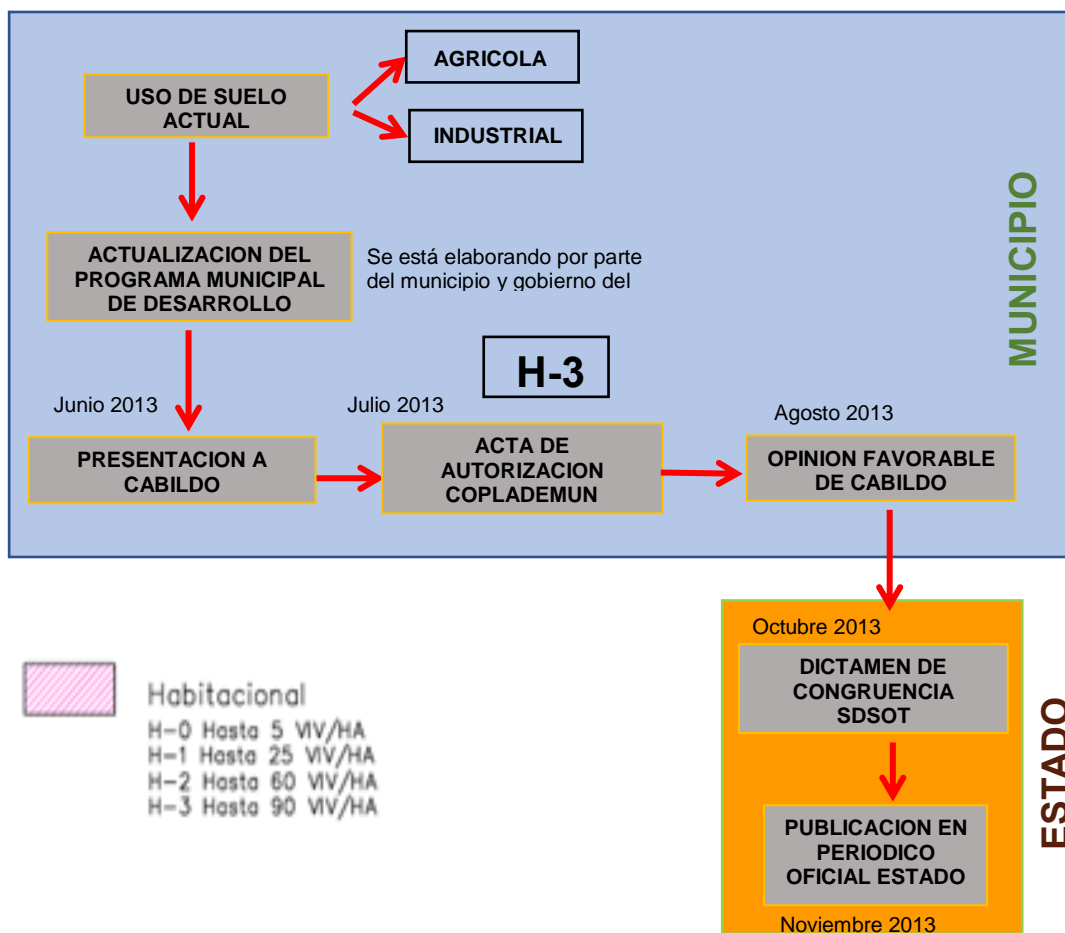 AGRICOLA
USO DE SUELO
ACTUAL
INDUSTRIAL
MUNICIPIO
ACTUALIZACION DEL
PROGRAMA MUNICIPAL
DE DESARROLLO
Se está elaborando por parte
del municipio y gobierno del
H-3
Junio 2013
Julio 2013
Agosto 2013
PRESENTACION A
CABILDO
ACTA DE
AUTORIZACION
COPLADEMUN
OPINION FAVORABLE
DE CABILDO
Octubre 2013
DICTAMEN DE
CONGRUENCIA
SDSOT
ESTADO
PUBLICACION EN
PERIODICO
OFICIAL ESTADO
Noviembre 2013
Habitacional
H-0 Hasta 5 VIV/HA
H-1 Hasta 25 VIV/HA
H-2 Hasta 60 VIV/HA
H-3 Hasta 90 VIV/HA